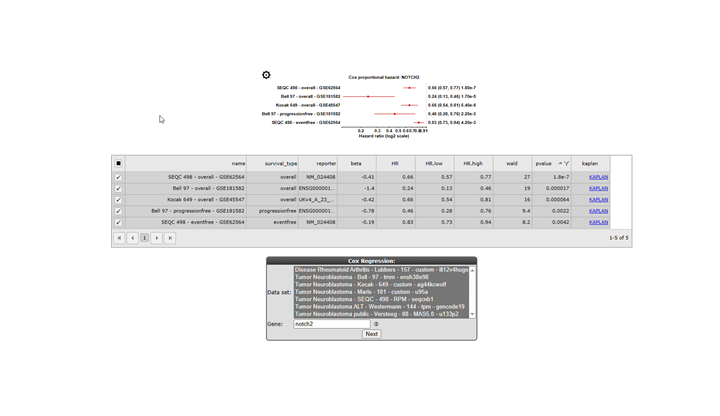 Cox proportional hazard: NOTCH2
SEQC 498 - overall - GSE62564 0.66 (0.57, 0.77) 1.80e-7
Bell 97 - overall - GSE181582 0.24 (0.13, 0.46) 1.70e-5
Kocak 649 - overall - GSE45547 0.66 (0.54, 0.81) 6.40e-5
Bell 97 - progressionfree - GSE181582 0.46 (0.28, 0.76) 2.20e-3
SEQC 498 - eventfree - GSE62564 0.83 (0.73, 0.94) 4.20e-3
0.2 0.3 0.4 0.5 0.6 0.7 0.8 0.91
Hazard ratio (log2 scale)
name survival_type reporter beta HR HR.low HR.high wald pvalue kaplan
SEQC 498 - overall - GSE62564 overall NM_024408 -0.41 0.66 0.57 0.77 27 1.8e-7 KAPLAN
Bell 97 - overall - GSE181582 overall ENSG000001... -1.4 0.24 0.13 0.46 19 0.000017 KAPLAN
Kocak 649 - overall - GSE45547 overall UKv4_A_23_... -0.42 0.66 0.54 0.81 16 0.000064 KAPLAN
Bell 97 - progressionfree - GSE181582 progressionfree ENSG000001... -0.78 0.46 0.28 0.76 9.4 0.0022 KAPLAN
SEQC 498 - eventfree - GSE62564 eventfree NM_024408 -0.19 0.83 0.73 0.94 8.2 0.0042 KAPLAN
1
1-5 of 5
Cox Regression:
Data set:
Disease Rheumatoid Arthritis - Lubbers - 157 - custom - ill12v4hugo
Tumor Neuroblastoma - Bell - 97 - tmm - ensh38e98
Tumor Neuroblastoma - Kocak - 649 - custom - ag44kcwolf
Tumor Neuroblastoma - Maris - 101 - custom - u95a
Tumor Neuroblastoma - SEQC - 498 - RPM - seqcnb1
Tumor Neuroblastoma ALT - Westermann - 144 - tpm - gencode19
Tumor Neuroblastoma public - Versteeg - 88 - MAS5.0 - u133p2
Gene: notch2
Next